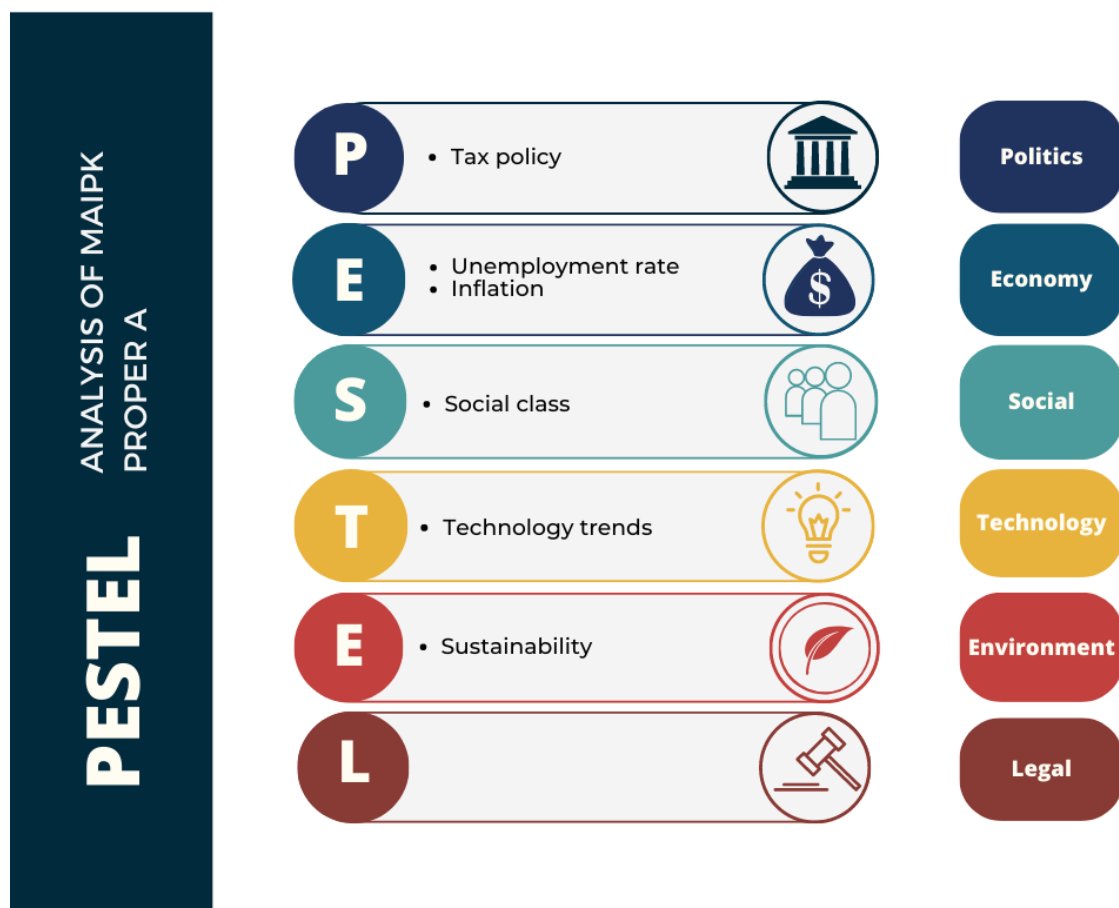 PESTEL
ANALYSIS OF MAIPK
PROPER A
P
• Tax policy
Politics
E
• Unemployment rate
• Inflation
$
Economy
S
• Social class
Social
T
• Technology trends
Technology
E
• Sustainability
Environment
L
Legal